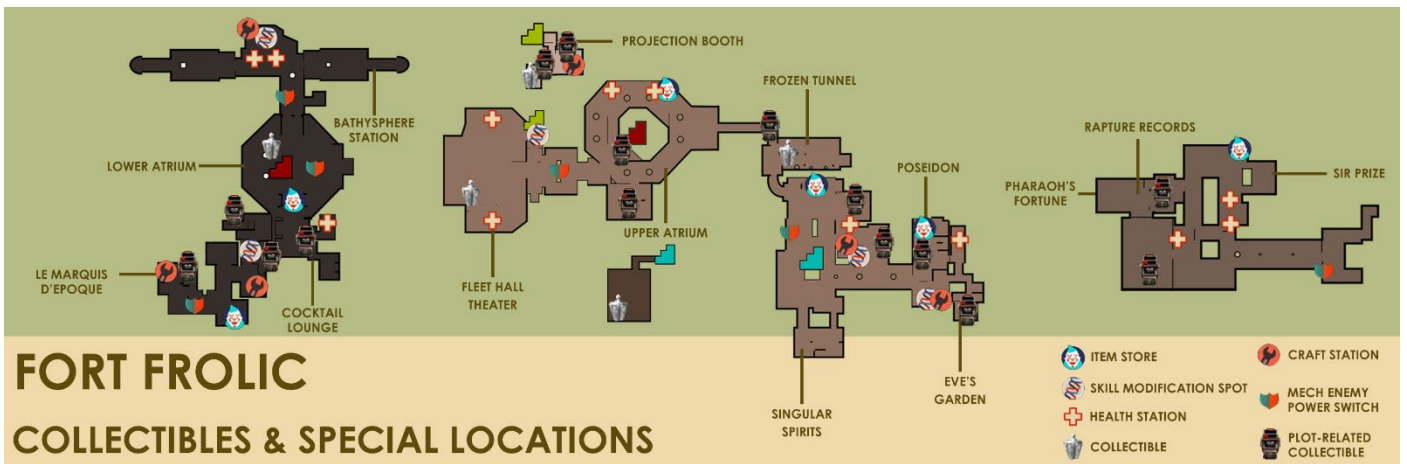 PROJECTION BOOTH
FROZEN TUNNEL
BATHYSPHERE
STATION
RAPTURE RECORDS
LOWER ATRIUM
POSEIDON
SIR PRIZE
PHARAOH'S
FORTUNE
UPPER ATRIUM
LE MARQUIS
D'EPOQUE
FLEET HALL
THEATER
COCKTAIL
LOUNGE
EVE'S
GARDEN
SINGULAR
SPIRITS
FORT FROLIC
COLLECTIBLES & SPECIAL LOCATIONS
ITEM STORE
SKILL MODIFICATION SPOT
HEALTH STATION
COLLECTIBLE
CRAFT STATION
MECH ENEMY
POWER SWITCH
PLOT-RELATED
COLLECTIBLE